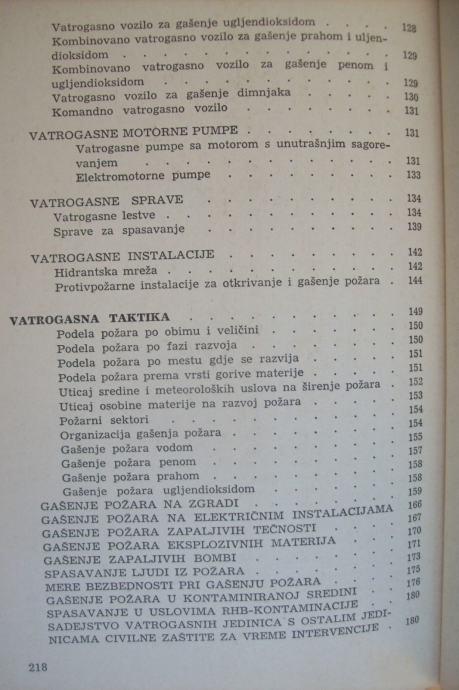 Vatrogasno vozilo za gašenje ugljendioksidom . . . 128
Kombinovano vatrogasno vozilo za gašenje prahom i uljen-
dioksidom . . . . . . . . . . 129
Kombinovano vatrogasno vozilo za gašenje penom i
ugljendioksidom . . . . . . . . . 129
Vatrogasno vozilo za gašenje dimnjaka . . . . 130
Komandno vatrogasno vozilo . . . . . . 131
VATROGASNE MOTORNE PUMPE . . . . . . 131
Vatrogasne pumpe sa motorom s unutrašnjim sagore-
vanjem . . . . . . . . . 131
Elektromotorne pumpe . . . . . . 133
VATROGASNE SPRAVE . . . . . . . 134
Vatrogasne lestve . . . . . . . . 134
Sprave za spasavanje . . . . . . . 139
VATROGASNE INSTALACIJE . . . . . . 142
Hidrantska mreža . . . . . . . . 142
Protivpožarne instalacije za otkrivanje i gašenje požara . 144
VATROGASNA TAKTIKA . . . . . . . 149
Podela požara po obimu i veličini . . . . . 150
Podela požara po fazi razvoja . . . . . . 150
Podela požara po mestu gdje se razvija . . . . 151
Podela požara prema vrsti gorive materije . . . . 151
Uticaj sredine i meteoroloških uslova na širenje požara . 152
Uticaj osobine materije na razvoj požara . . . . 153
Požarni sektori . . . . . . . . 154
Organizacija gašenja požara . . . . . . 154
Gašenje požara vodom . . . . . . . 155
Gašenje požara penom . . . . . . . 157
Gašenje požara prahom . . . . . . . 158
Gašenje požara ugljendioksidom . . . . . 158
GAŠENJE POŽARA NA ZGRADI . . . . . . 159
GAŠENJE POŽARA NA ELEKTRIČNIM INSTALACIJAMA 166
GAŠENJE POŽARA ZAPALJIVIH TEČNOSTI . . . 167
GAŠENJE POŽARA EKSPLOZIVNIH MATERIJA . . 170
GAŠENJE ZAPALJIVIH BOMBI . . . . . . 171
SPASAVANJE LJUDI IZ POŽARA . . . . . 173
MERE BEZBEDNOSTI PRI GAŠENJU POŽARA . . . 175
GAŠENJE POŽARA U KONTAMINIRANOJ SREDINI . . 176
SPASAVANJE U USLOVIMA RHB-KONTAMINACIJE . . 180
SADEJSTVO VATROGASNIH JEDINICA S OSTALIM JEDI-
NICAMA CIVILNE ZAŠTITE ZA VREME INTERVENCIJE . 180
218